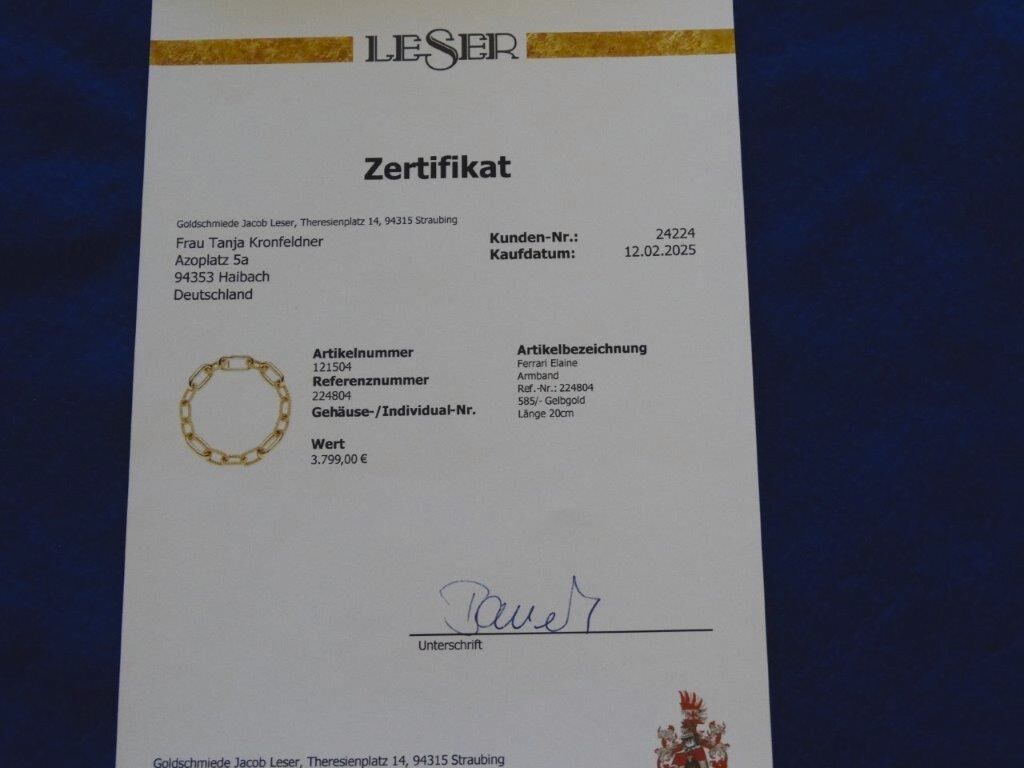 LESER
Zertifikat
Goldschmiede Jacob Leser, Theresienplatz 14, 94315 Straubing
Frau Tanja Kronfeldner
Azoplatz 5a
94353 Haibach
Deutschland
Kunden-Nr.: 24224
Kaufdatum: 12.02.2025
Artikelnummer
121504
Referenznummer
224804
Gehäuse-/Individual-Nr.
Wert
3.799,00 €
Artikelbezeichnung
Ferrari Elaine
Armband
Ref.-Nr.: 224804
585/- Gelbgold
Länge 20cm
Unterschrift
Goldschmiede Jacob Leser, Theresienplatz 14, 94315 Straubing